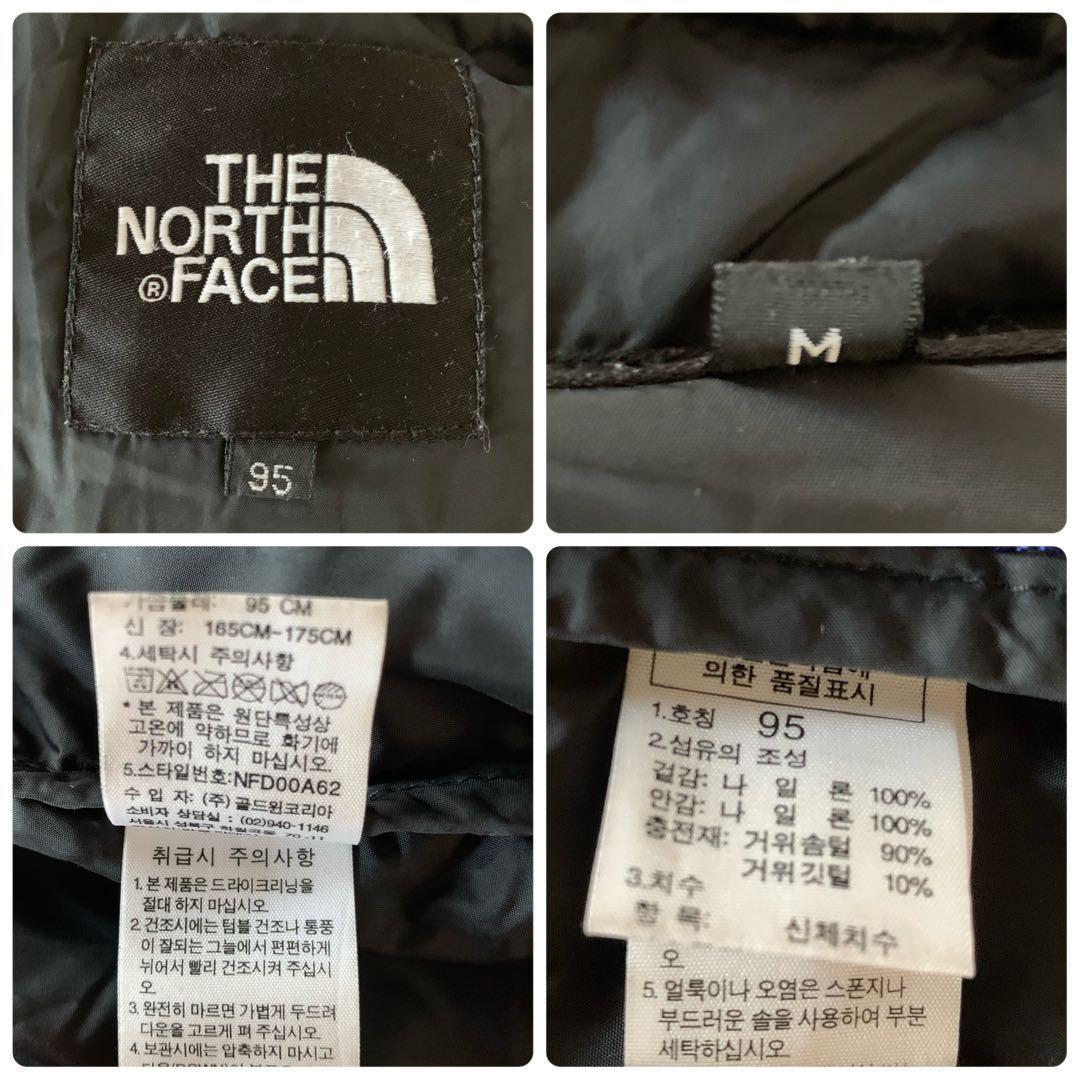 THE
NORTH
® FACE
95
M
95 CM
신 장: 165CM~175CM
4.세탁시 주의사항
* 본 제품은 원단특성상
고온에 약하므로 화기에
가까이 하지 마십시오.
5.스타일번호:NFD00A62
수 입 자: (주) 골드윈코리아
소비자 상담실 : (02)940-1146
취급시 주의사항
1. 본 제품은 드라이크리닝을
절대 하지 마십시오
2. 건조시에는 텀블 건조나 통풍
이 잘되는 그늘에서 편편하게
뉘어서 빨리 건조시켜 주십시
오.
3. 완전히 마르면 가볍게 두드려
다운을 고르게 펴 주십시오.
4. 보관시에는 압축하지 마시고
의한 품질표시
1.호칭 95
2.섬유의 조성
겉감: 나 일 론 100%
안감: 나 일 론 100%
충전재: 거위솜털 90%
거위깃털 10%
3.치수
항 목: 신체치수
오
5. 얼룩이나 오염은 스폰지나
부드러운 솔을 사용하여 부분
세탁하십시오.